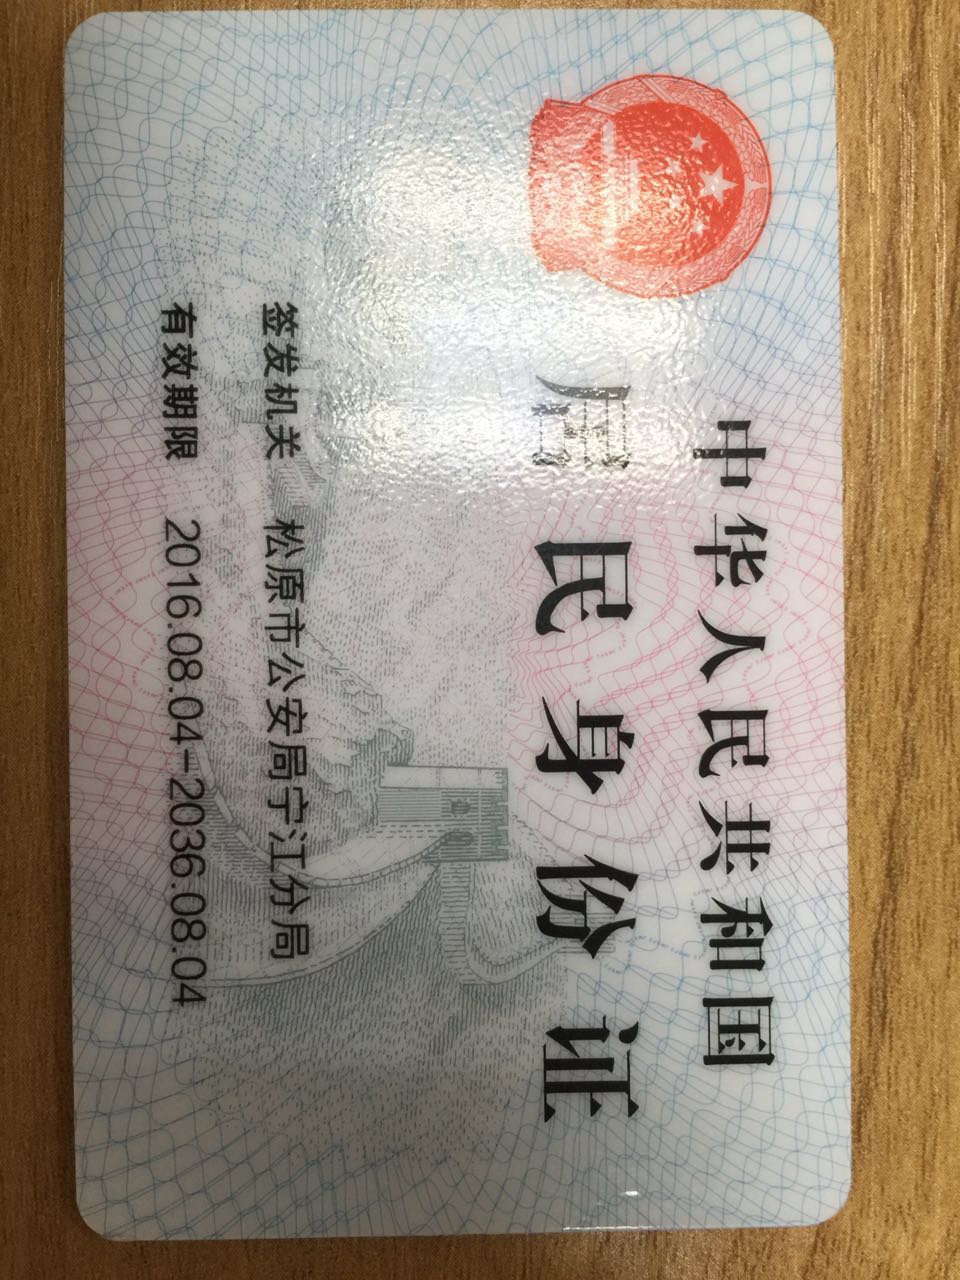 中华人民共和国
居民身份证
签发机关 松原市公安局宁江分局
有效期限 2016.08.04-2036.08.04